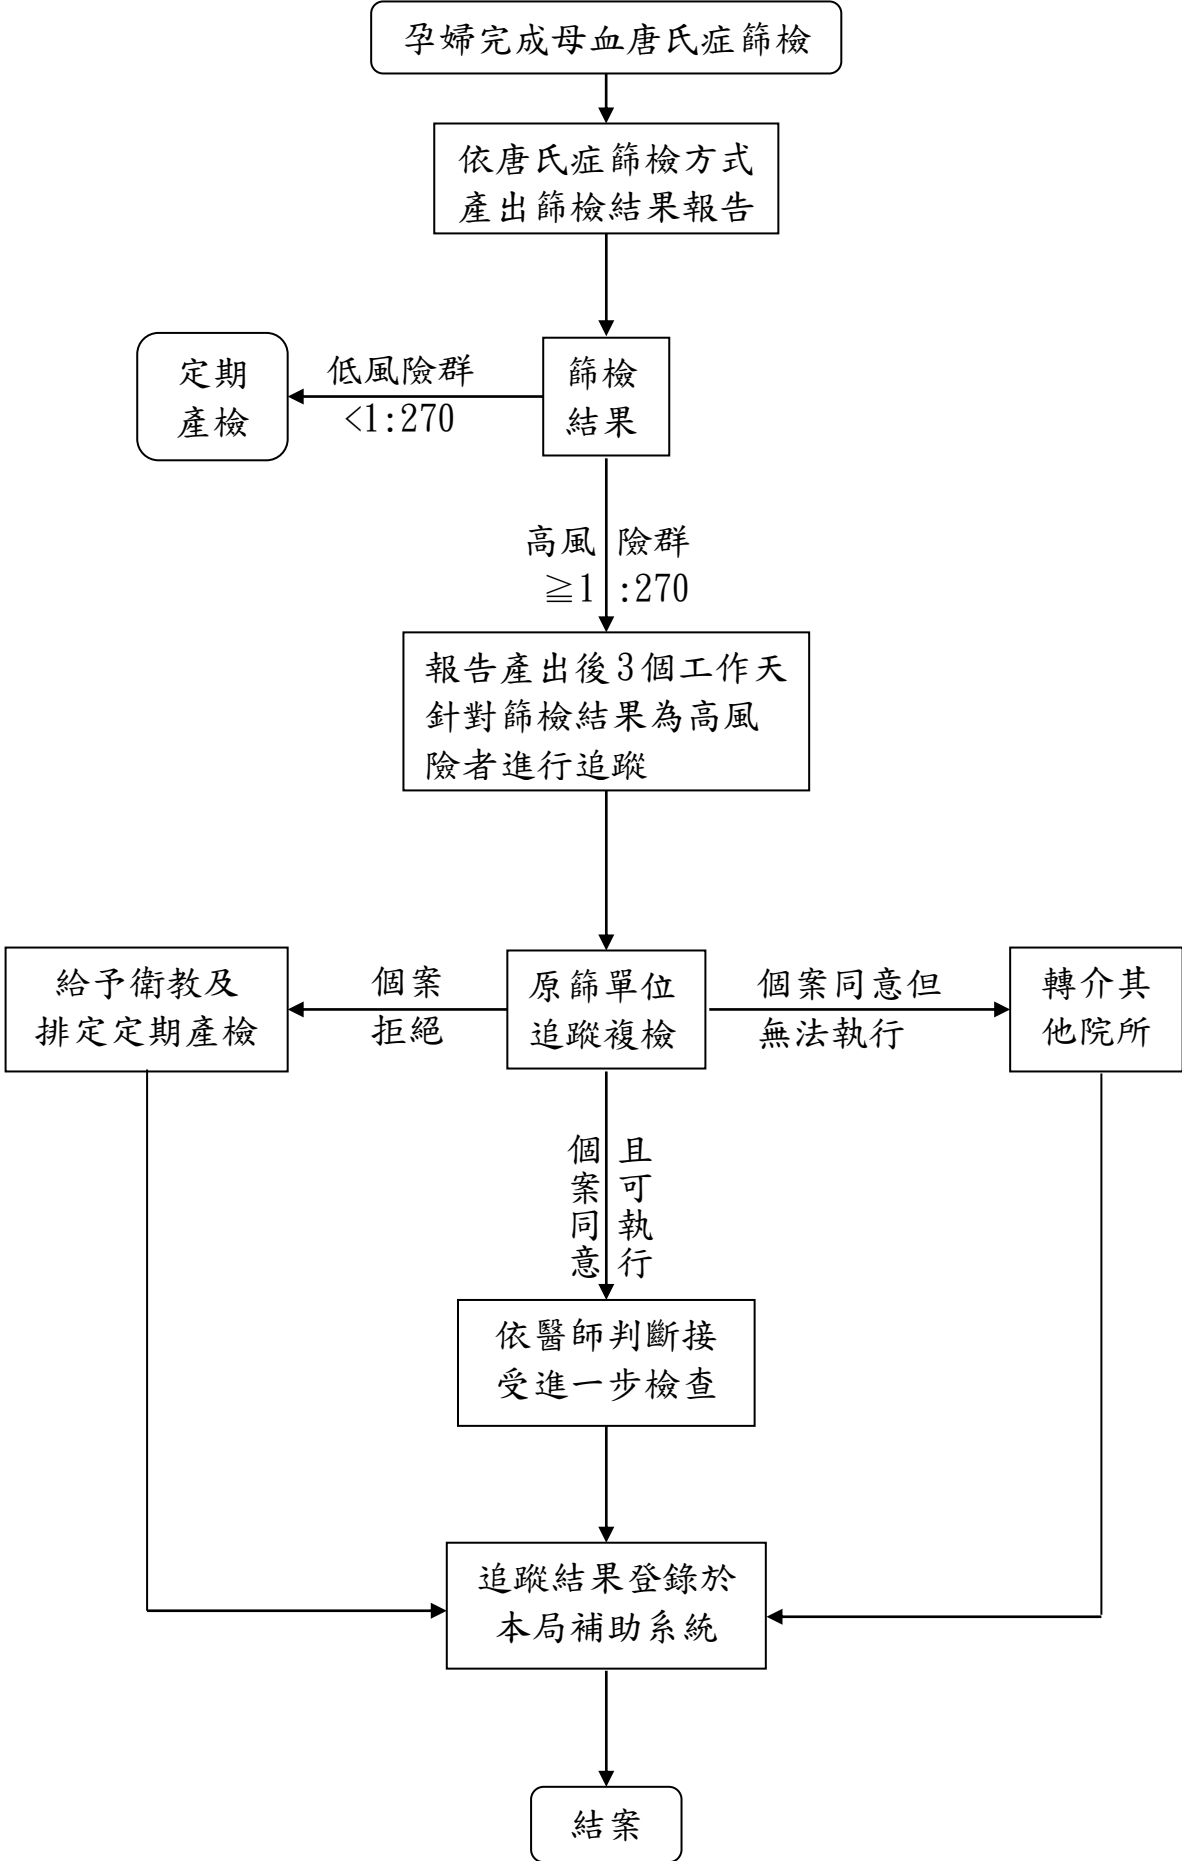 孕婦完成母血唐氏症篩檢
依唐氏症篩檢方式
產出篩檢結果報告
定期
產檢
低風險群
<1:270
篩檢
結果
高風險群
≧1:270
報告產出後3個工作天
針對篩檢結果為高風
險者進行追蹤
給予衛教及
排定定期產檢
個案
拒絕
原篩單位
追蹤複檢
個案同意但
無法執行
轉介其
他院所
個案同意
且可執行
依醫師判斷接
受進一步檢查
追蹤結果登錄於
本局補助系統
結案